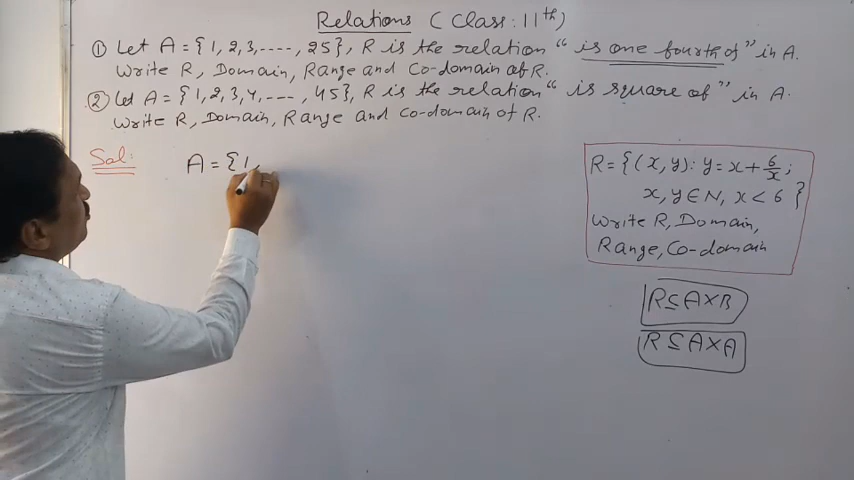 Relations (Class: 11th)
① Let A = {1, 2, 3, ----, 25}, R is the relation "is one fourth of" in A.
Write R, Domain, Range and Co-domain of R.
② Let A = {1, 2, 3, 4, ---, 45}, R is the relation "is square of" in A.
Write R, Domain, Range and Co-domain of R.
Sol:
A = {1,
R = {(x, y): y = x + 6/x;
x, y ∈ N, x < 6}
Write R, Domain,
Range, Co-domain
R ⊆ A×B
R ⊆ A×A